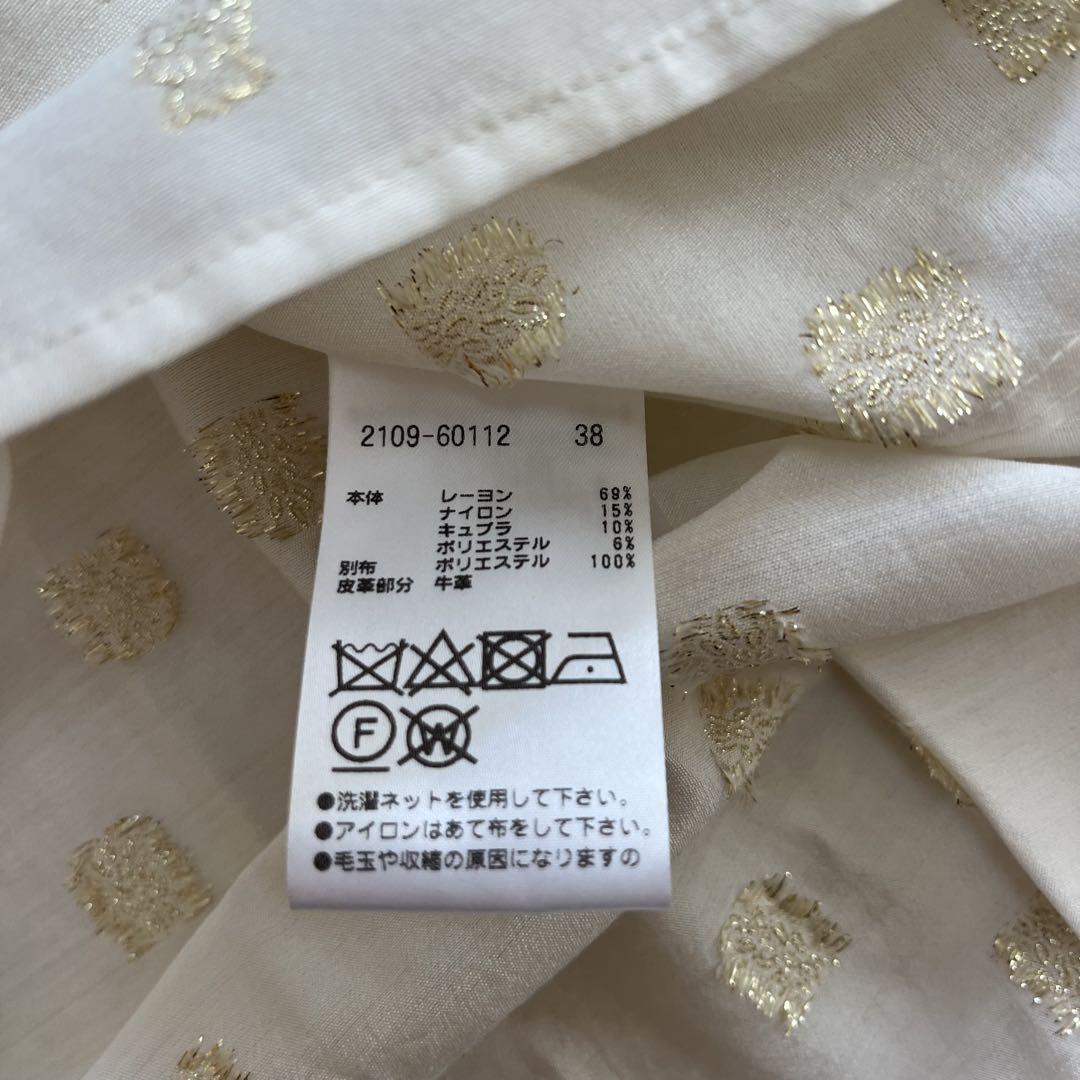 2109-60112 38
本体 レーヨン 69%
ナイロン 15%
キュプラ 10%
ポリエステル 6%
別布 ポリエステル 100%
皮革部分 牛革
F W
●洗濯ネットを使用して下さい。
●アイロンはあて布をして下さい。
●毛玉や収縮の原因になりますの